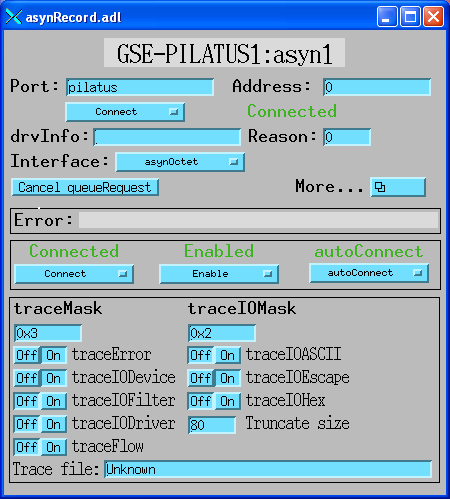 asynRecord.adl
GSE-PILATUS1:asyn1
Port: pilatus Address: 0
Connect Connected
drvInfo: Reason: 0
Interface: asynOctet
Cancel queueRequest More...
Error:
Connected Enabled autoConnect
Connect Enable autoConnect
traceMask traceIOMask
0x3 0x2
Off On traceError Off On traceIOASCII
Off On traceIODevice Off On traceIOEscape
Off On traceIOFilter Off On traceIOHex
Off On traceIODriver 80 Truncate size
Off On traceFlow
Trace file: Unknown